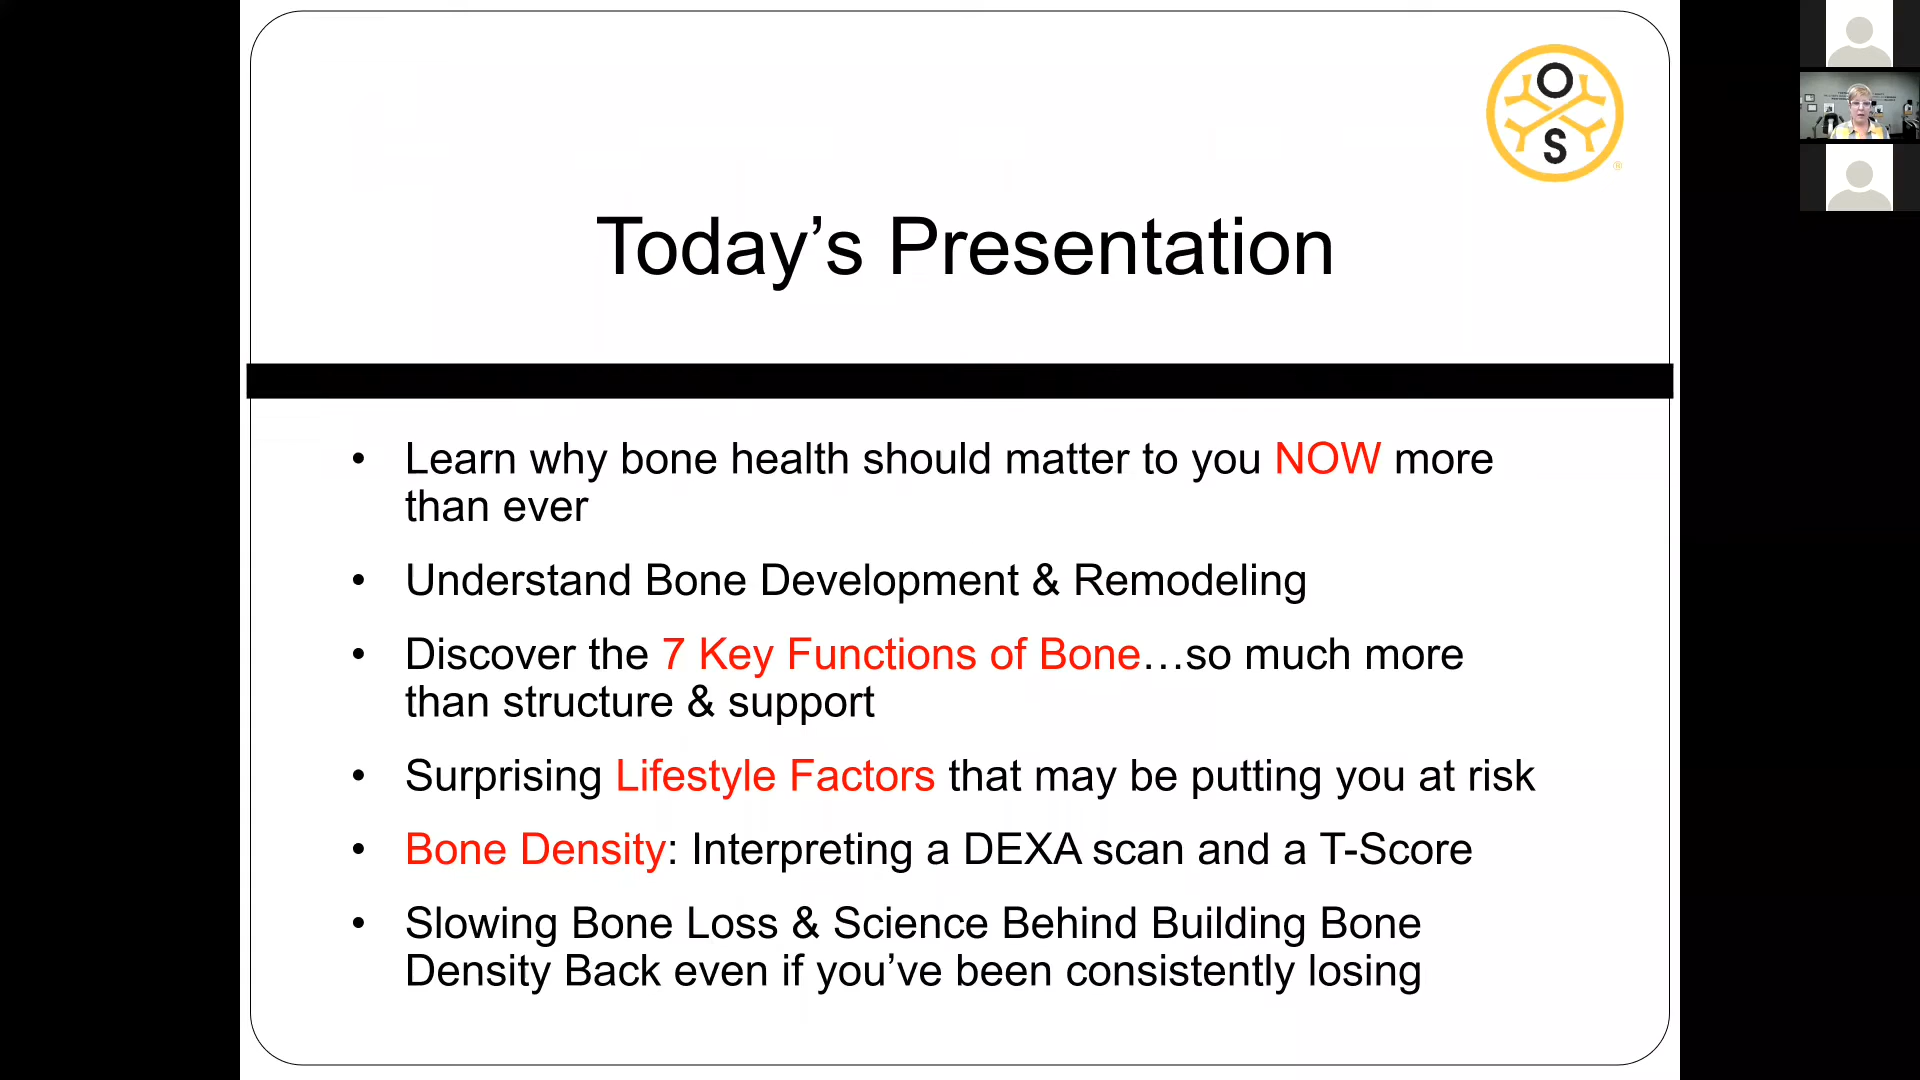 O
S
®
Today’s Presentation
• Learn why bone health should matter to you NOW more
than ever
• Understand Bone Development & Remodeling
• Discover the 7 Key Functions of Bone…so much more
than structure & support
• Surprising Lifestyle Factors that may be putting you at risk
• Bone Density: Interpreting a DEXA scan and a T-Score
• Slowing Bone Loss & Science Behind Building Bone
Density Back even if you’ve been consistently losing